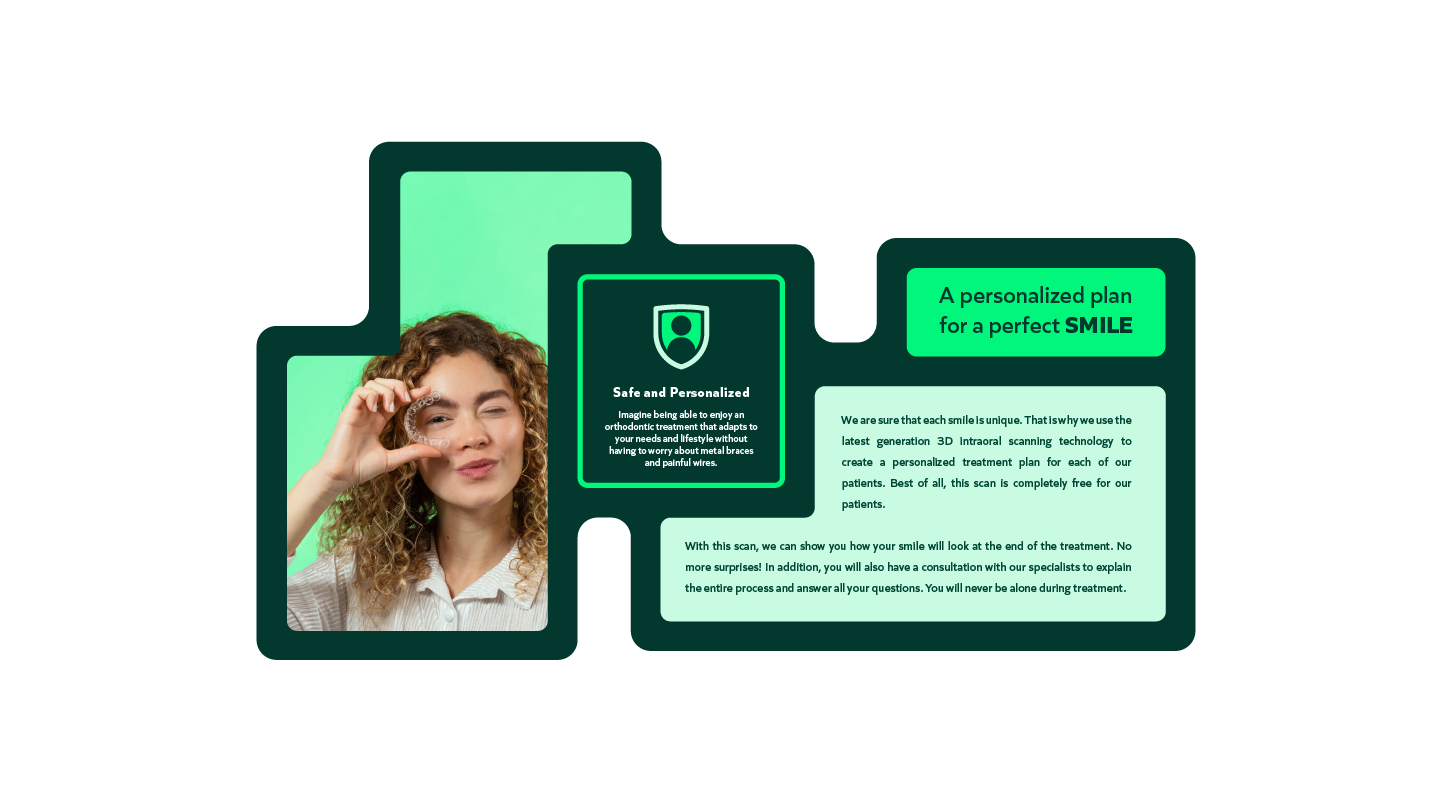 Safe and Personalized
Imagine being able to enjoy an
orthodontic treatment that adapts to
your needs and lifestyle without
having to worry about metal braces
and painful wires.
A personalized plan
for a perfect SMILE
We are sure that each smile is unique. That is why we use the
latest generation 3D intraoral scanning technology to
create a personalized treatment plan for each of our
patients. Best of all, this scan is completely free for our
patients.
With this scan, we can show you how your smile will look at the end of the treatment. No
more surprises! In addition, you will also have a consultation with our specialists to explain
the entire process and answer all your questions. You will never be alone during treatment.